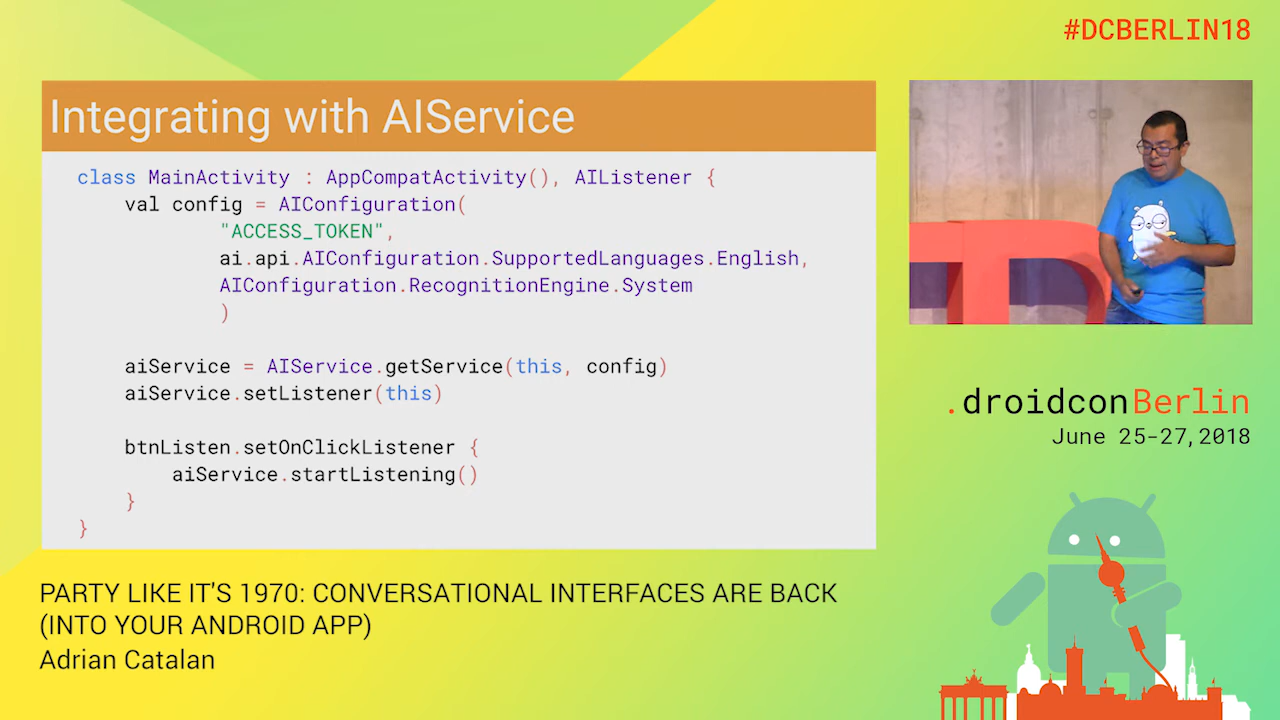 #DCBERLIN18
Integrating with AIService
class MainActivity : AppCompatActivity(), AIListener {
val config = AIConfiguration(
"ACCESS_TOKEN",
ai.api.AIConfiguration.SupportedLanguages.English,
AIConfiguration.RecognitionEngine.System
)
aiService = AIService.getService(this, config)
aiService.setListener(this)
btnListen.setOnClickListener {
aiService.startListening()
}
}
.droidconBerlin
June 25-27,2018
PARTY LIKE IT'S 1970: CONVERSATIONAL INTERFACES ARE BACK
(INTO YOUR ANDROID APP)
Adrian Catalan